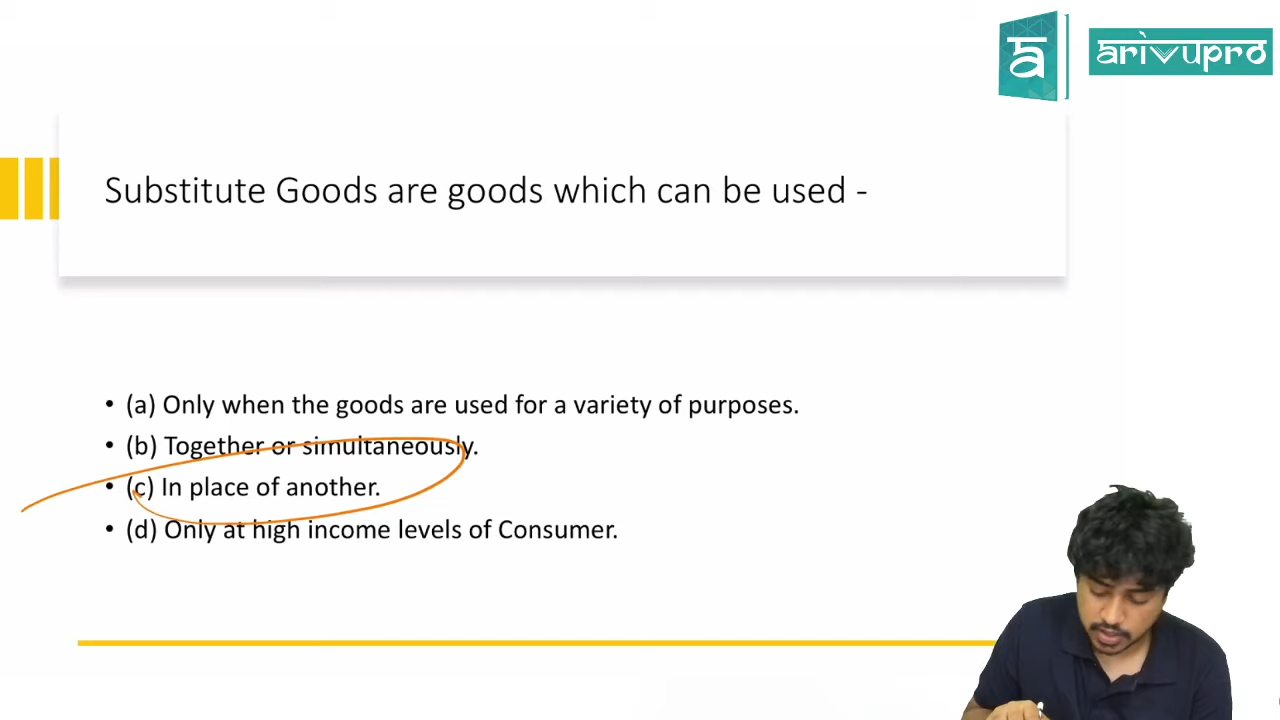 a arivupro
Substitute Goods are goods which can be used -
• (a) Only when the goods are used for a variety of purposes.
• (b) Together or simultaneously.
• (c) In place of another.
• (d) Only at high income levels of Consumer.